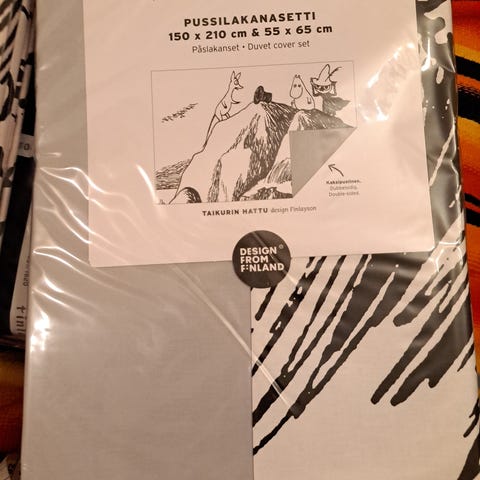 PUSSILAKANASETTI
150 x 210 cm & 55 x 65 cm
Påslakanset • Duvet cover set
Kaksipuolinen.
Dubbelsidig.
Double-sided.
TAIKURIN HATTU design Finlayson
DESIGN
FROM
FINLAND